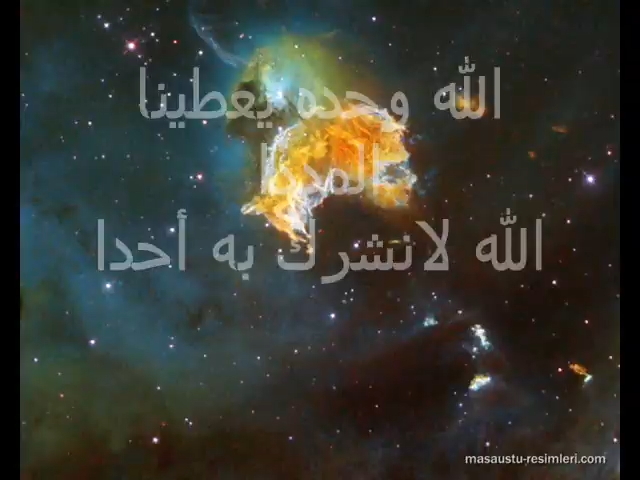 الله وحده يعطينا
المددا
الله لانشرك به أحدا
masaustu-resimleri.com